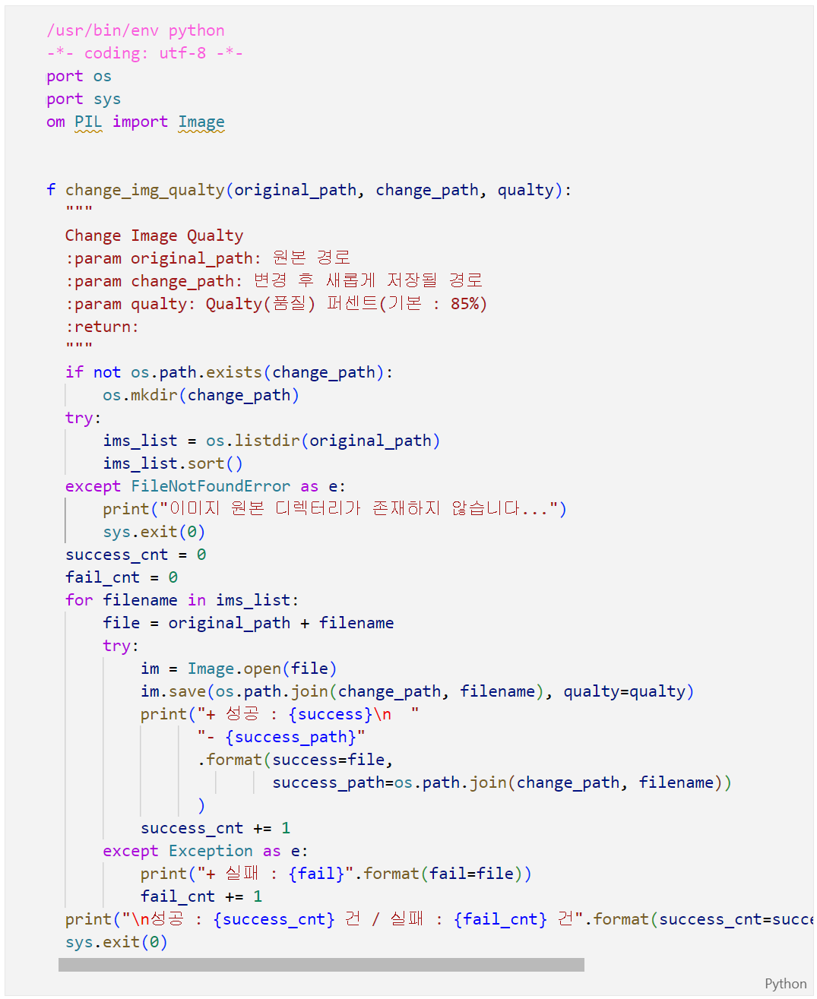 /usr/bin/env python
-*- coding: utf-8 -*-
port os
port sys
om PIL import Image
f change_img_qualty(original_path, change_path, qualty):
"""
Change Image Qualty
:param original_path: 원본 경로
:param change_path: 변경 후 새롭게 저장될 경로
:param qualty: Qualty(품질) 퍼센트(기본 : 85%)
:return:
"""
if not os.path.exists(change_path):
os.mkdir(change_path)
try:
ims_list = os.listdir(original_path)
ims_list.sort()
except FileNotFoundError as e:
print("이미지 원본 디렉터리가 존재하지 않습니다...")
sys.exit(0)
success_cnt = 0
fail_cnt = 0
for filename in ims_list:
file = original_path + filename
try:
im = Image.open(file)
im.save(os.path.join(change_path, filename), qualty=qualty)
print("+ 성공 : {success}\n  "
"- {success_path}"
.format(success=file,
success_path=os.path.join(change_path, filename))
)
success_cnt += 1
except Exception as e:
print("+ 실패 : {fail}".format(fail=file))
fail_cnt += 1
print("\n성공 : {success_cnt} 건 / 실패 : {fail_cnt} 건".format(success_cnt=succe
sys.exit(0)
Python